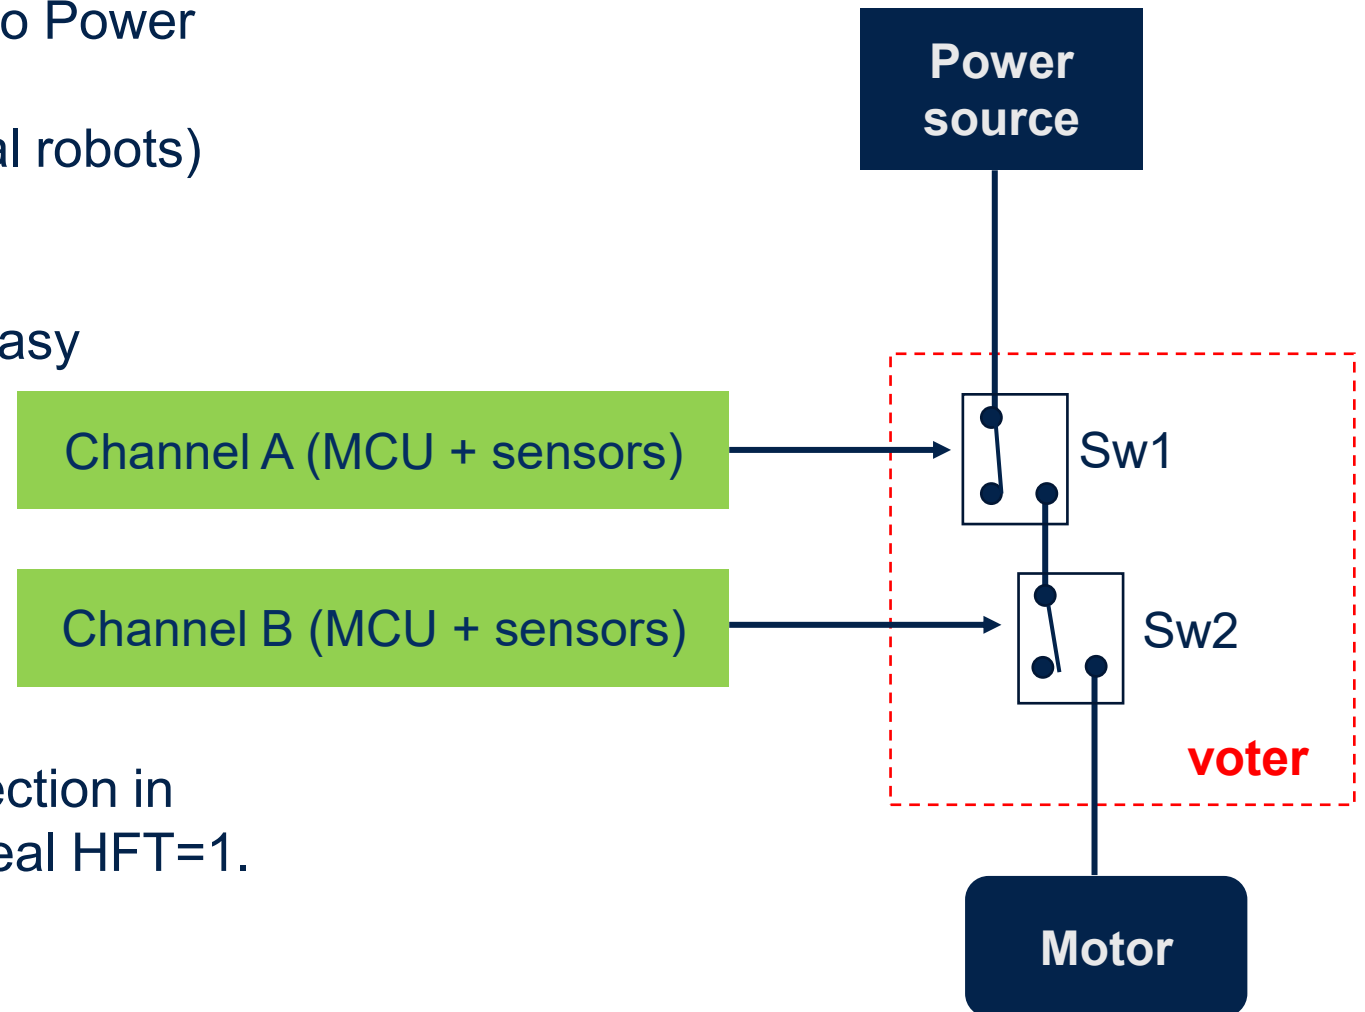 o Power
al robots)
asy
ection in
eal HFT=1.
Power
source
Channel A (MCU + sensors)
Sw1
Channel B (MCU + sensors)
Sw2
voter
Motor